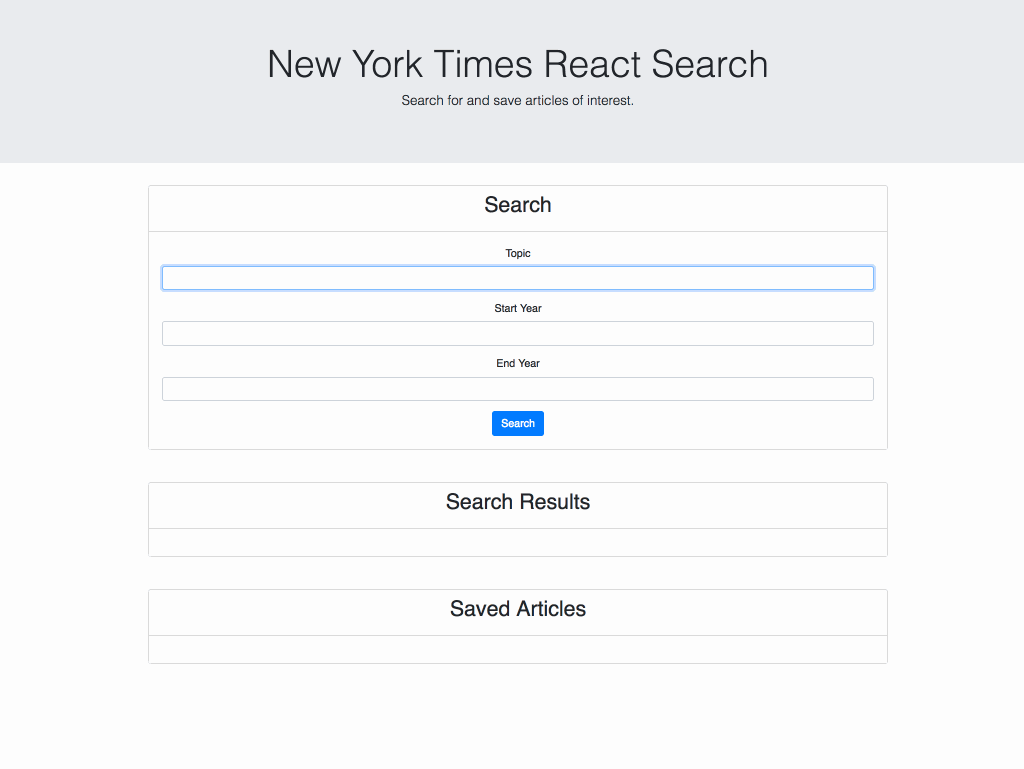 New York Times React Search
Search for and save articles of interest.
Search
Topic
Start Year
End Year
Search
Search Results
Saved Articles